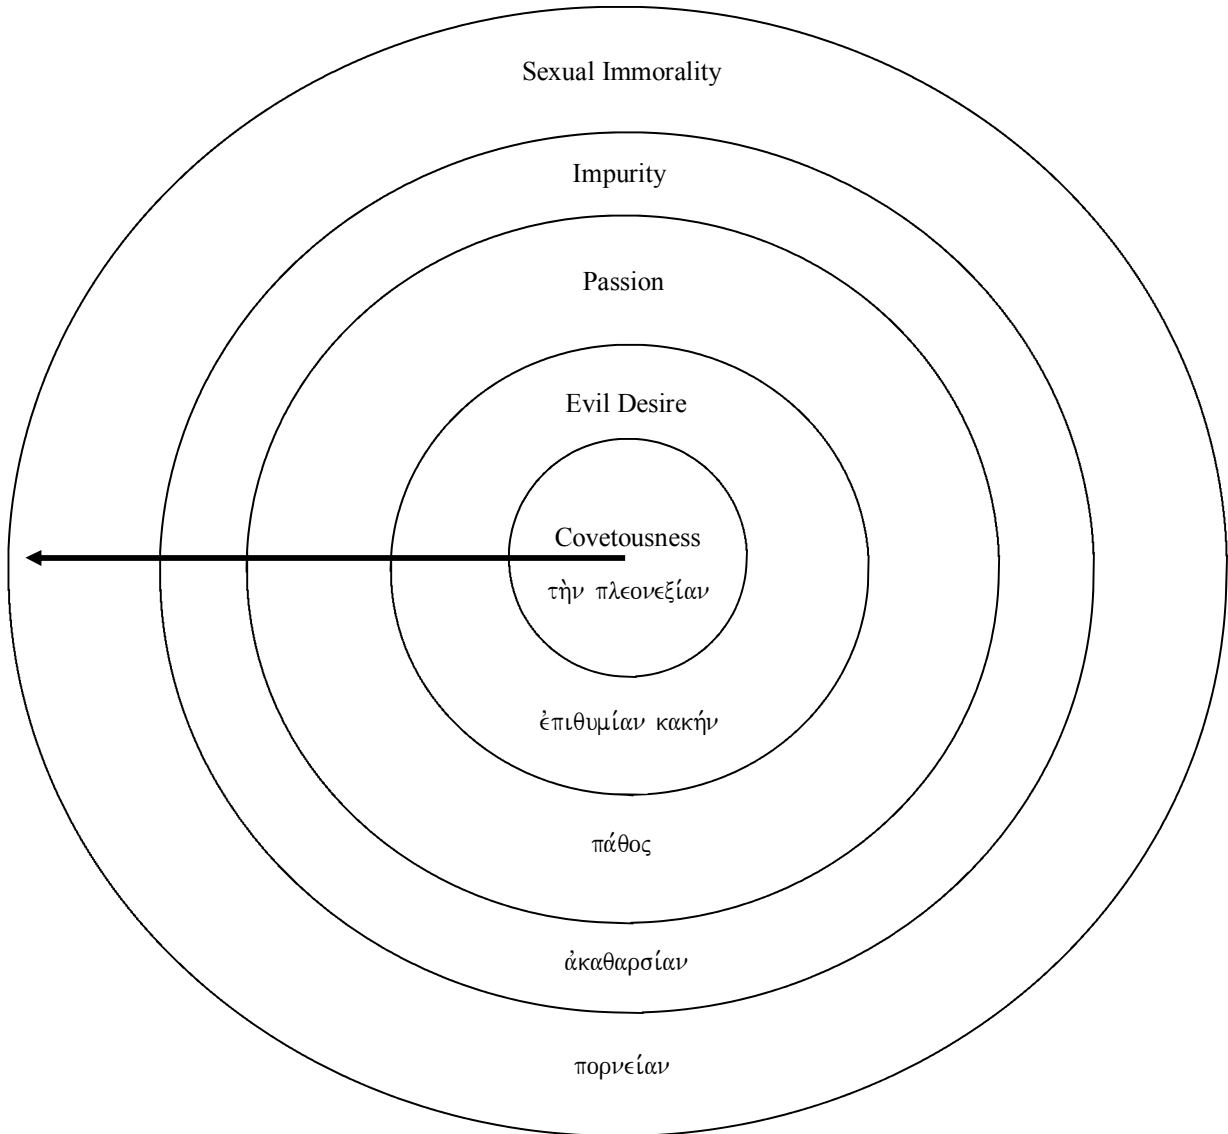 Sexual Immorality
Impurity
Passion
Evil Desire
Covetousness
τὴν πλεονεξίαν
ἐπιθυμίαν κακήν
πάθος
ἀκαθαρσίαν
πορνείαν